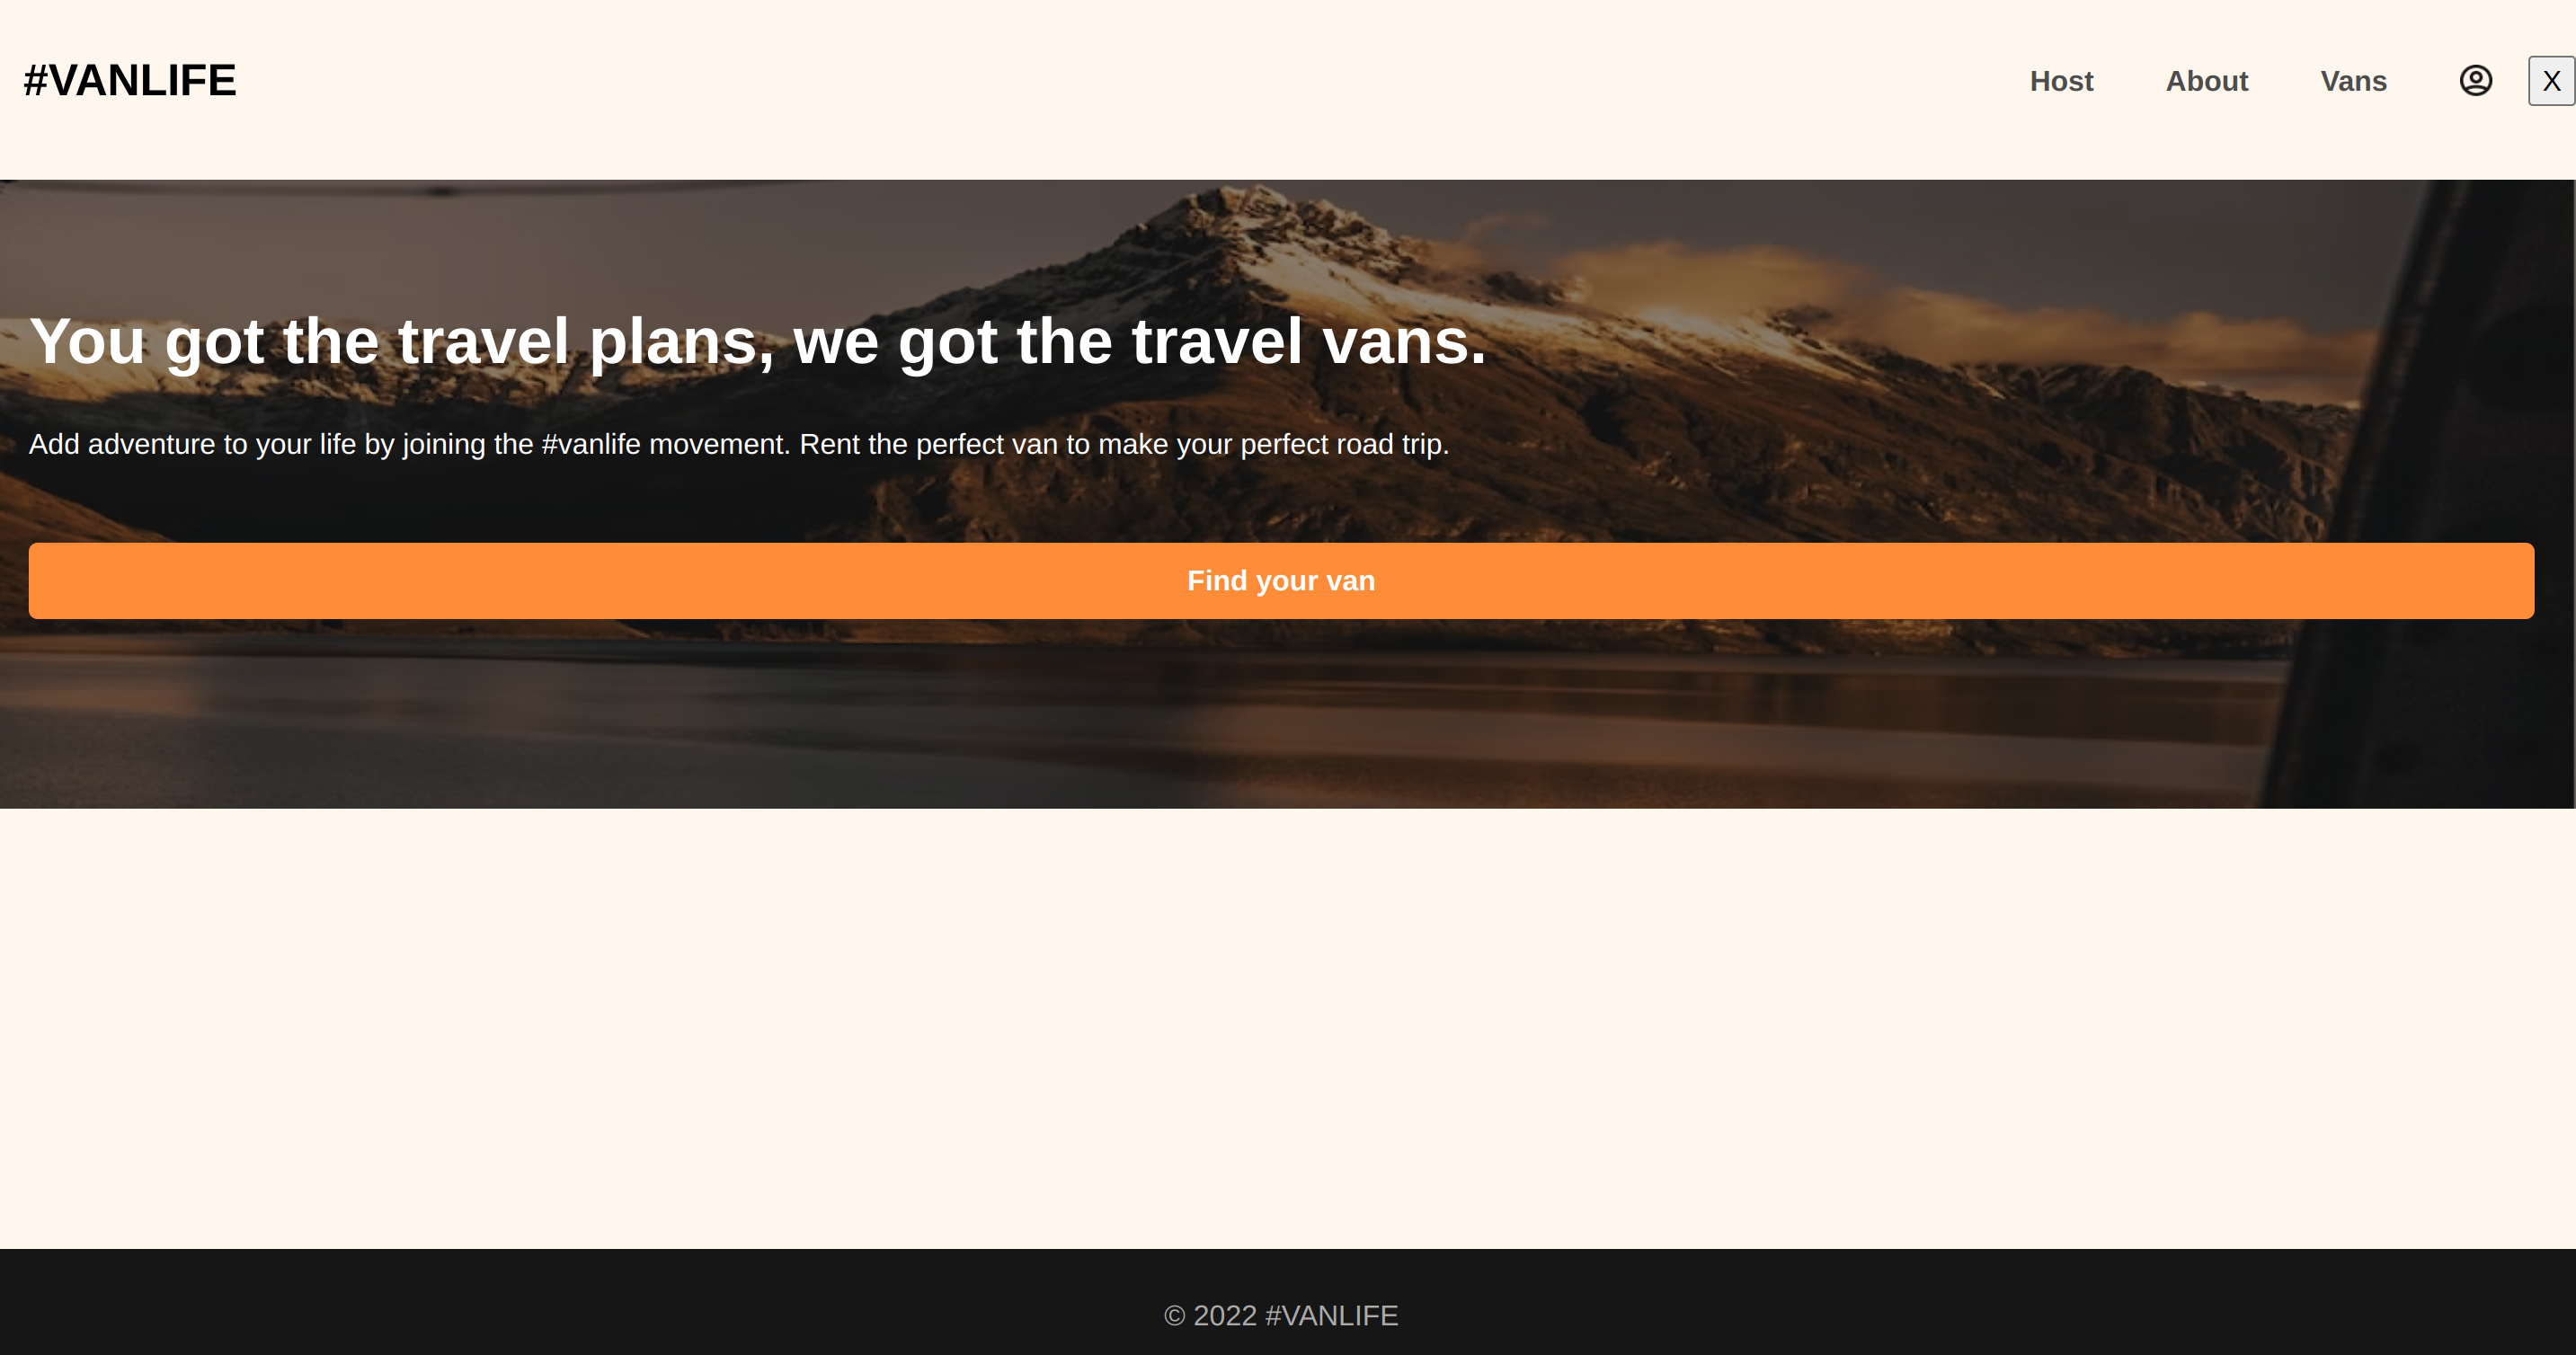 #VANLIFE
Host About Vans X
You got the travel plans, we got the travel vans.
Add adventure to your life by joining the #vanlife movement. Rent the perfect van to make your perfect road trip.
Find your van
© 2022 #VANLIFE